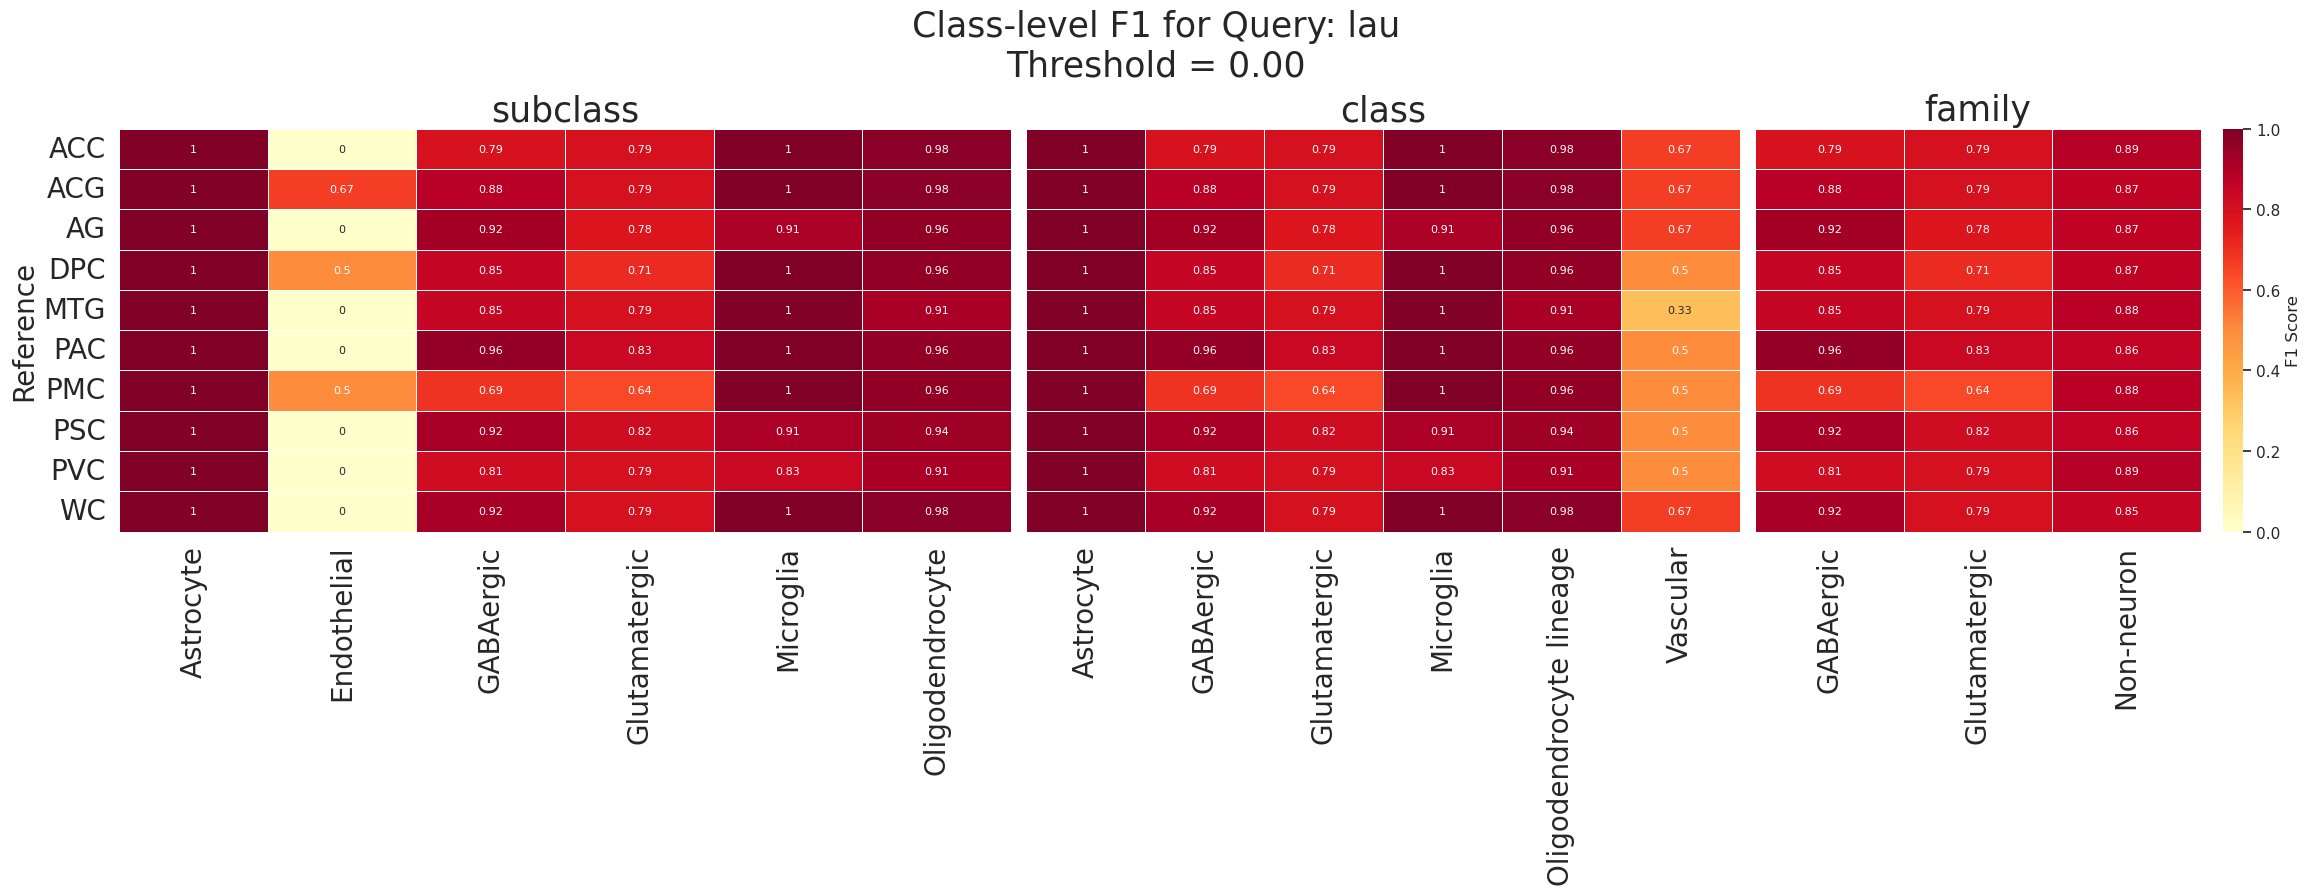 Class-level F1 for Query: lau
Threshold = 0.00
subclass class family
ACC 1 0 0.79 0.79 1 0.98 1 0.79 0.79 1 0.98 0.67 0.79 0.79 0.89
ACG 1 0.67 0.88 0.79 1 0.98 1 0.88 0.79 1 0.98 0.67 0.88 0.79 0.87
AG 1 0 0.92 0.78 0.91 0.96 1 0.92 0.78 0.91 0.96 0.67 0.92 0.78 0.87
DPC 1 0.5 0.85 0.71 1 0.96 1 0.85 0.71 1 0.96 0.5 0.85 0.71 0.87
MTG 1 0 0.85 0.79 1 0.91 1 0.85 0.79 1 0.91 0.33 0.85 0.79 0.88
PAC 1 0 0.96 0.83 1 0.96 1 0.96 0.83 1 0.96 0.5 0.96 0.83 0.86
PMC 1 0.5 0.69 0.64 1 0.96 1 0.69 0.64 1 0.96 0.5 0.69 0.64 0.88
PSC 1 0 0.92 0.82 0.91 0.94 1 0.92 0.82 0.91 0.94 0.5 0.92 0.82 0.86
PVC 1 0 0.81 0.79 0.83 0.91 1 0.81 0.79 0.83 0.91 0.5 0.81 0.79 0.89
WC 1 0 0.92 0.79 1 0.98 1 0.92 0.79 1 0.98 0.67 0.92 0.79 0.85
Reference
Astrocyte
Endothelial
GABAergic
Glutamatergic
Microglia
Oligodendrocyte
Astrocyte
GABAergic
Glutamatergic
Microglia
Oligodendrocyte lineage
Vascular
GABAergic
Glutamatergic
Non-neuron
1.0
0.8
0.6
0.4
0.2
0.0
F1 Score